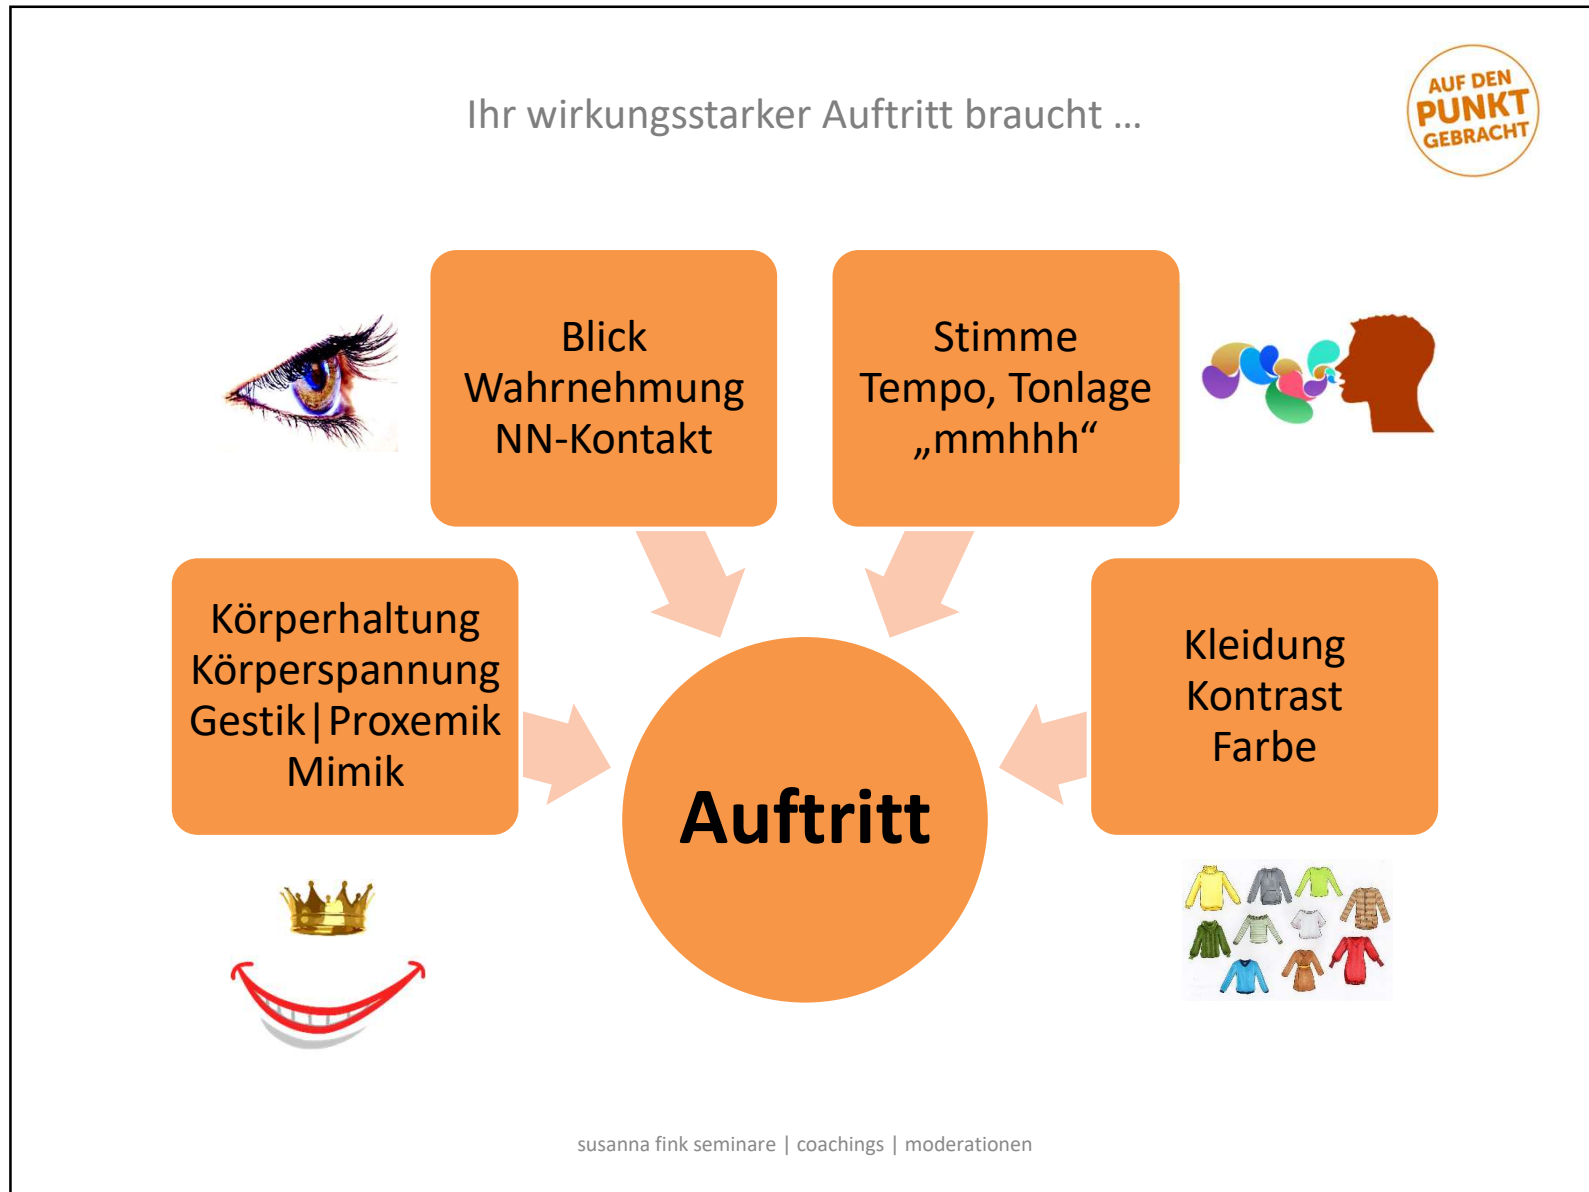 Ihr wirkungsstarker Auftritt braucht ...
AUF DEN
PUNKT
GEBRACHT
Blick
Wahrnehmung
NN-Kontakt
Stimme
Tempo, Tonlage
„mmhhh“
Körperhaltung
Körperspannung
Gestik|Proxemik
Mimik
Kleidung
Kontrast
Farbe
Auftritt
susanna fink seminare | coachings | moderationen